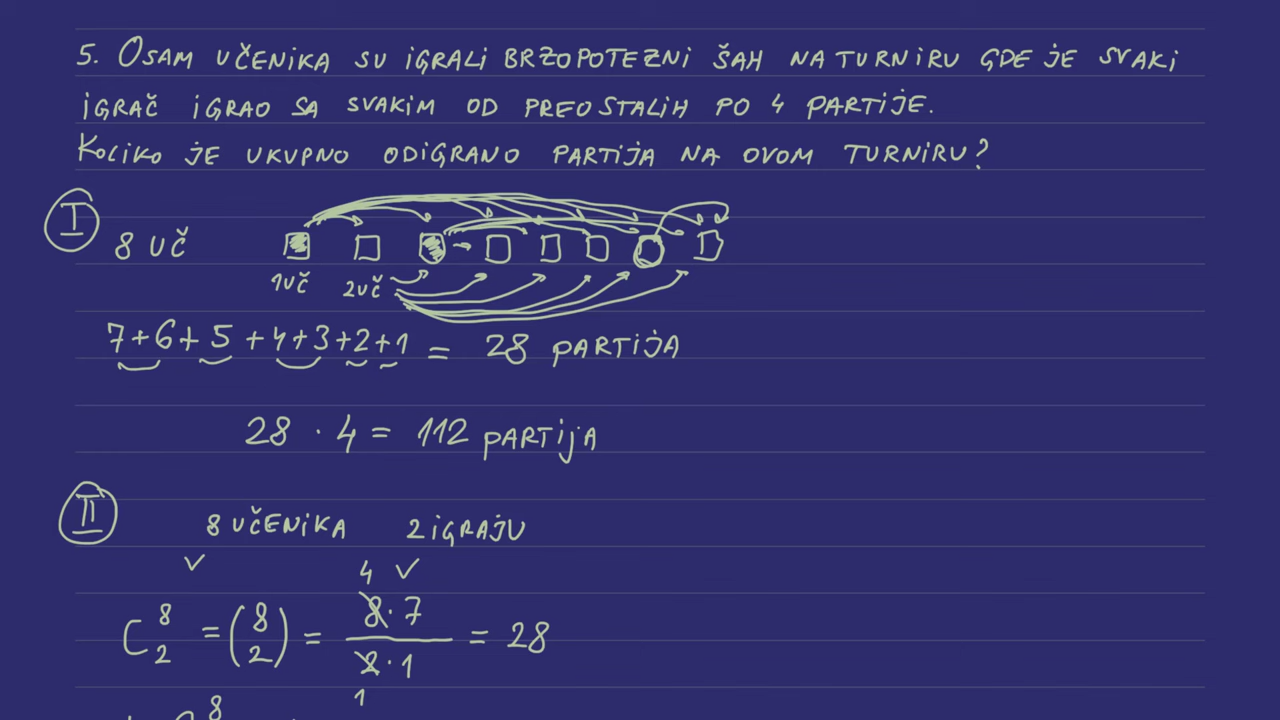 5. OSAM UČENIKA SU IGRALI BRZOPOTEZNI ŠAH NA TURNIRU GDE JE SVAKI
IGRAČ IGRAO SA SVAKIM OD PREOSTALIH PO 4 PARTIJE.
KOLIKO JE UKUPNO ODIGRANO PARTIJA NA OVOM TURNIRU?
I
8 UČ
1UČ 2UČ
7+6+5+4+3+2+1 = 28 PARTIJA
28 · 4 = 112 PARTIJA
II
8 UČENIKA 2 IGRAJU
4
C 8 2 = (8 2) = 8·7 / 2·1 = 28
1
8